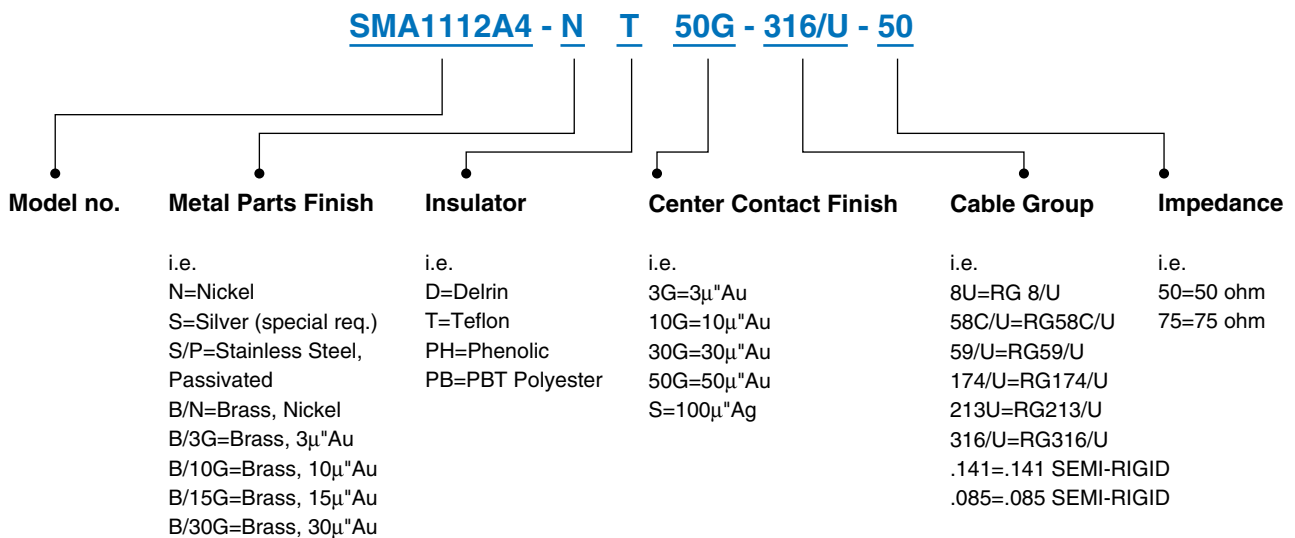 SMA1112A4 - N T 50G - 316/U - 50
Model no.
Metal Parts Finish
i.e.
N=Nickel
S=Silver (special req.)
S/P=Stainless Steel,
Passivated
B/N=Brass, Nickel
B/3G=Brass, 3µ"Au
B/10G=Brass, 10µ"Au
B/15G=Brass, 15µ"Au
B/30G=Brass, 30µ"Au
Insulator
i.e.
D=Delrin
T=Teflon
PH=Phenolic
PB=PBT Polyester
Center Contact Finish
i.e.
3G=3µ"Au
10G=10µ"Au
30G=30µ"Au
50G=50µ"Au
S=100µ"Ag
Cable Group
i.e.
8U=RG 8/U
58C/U=RG58C/U
59/U=RG59/U
174/U=RG174/U
213U=RG213/U
316/U=RG316/U
.141=.141 SEMI-RIGID
.085=.085 SEMI-RIGID
Impedance
i.e.
50=50 ohm
75=75 ohm